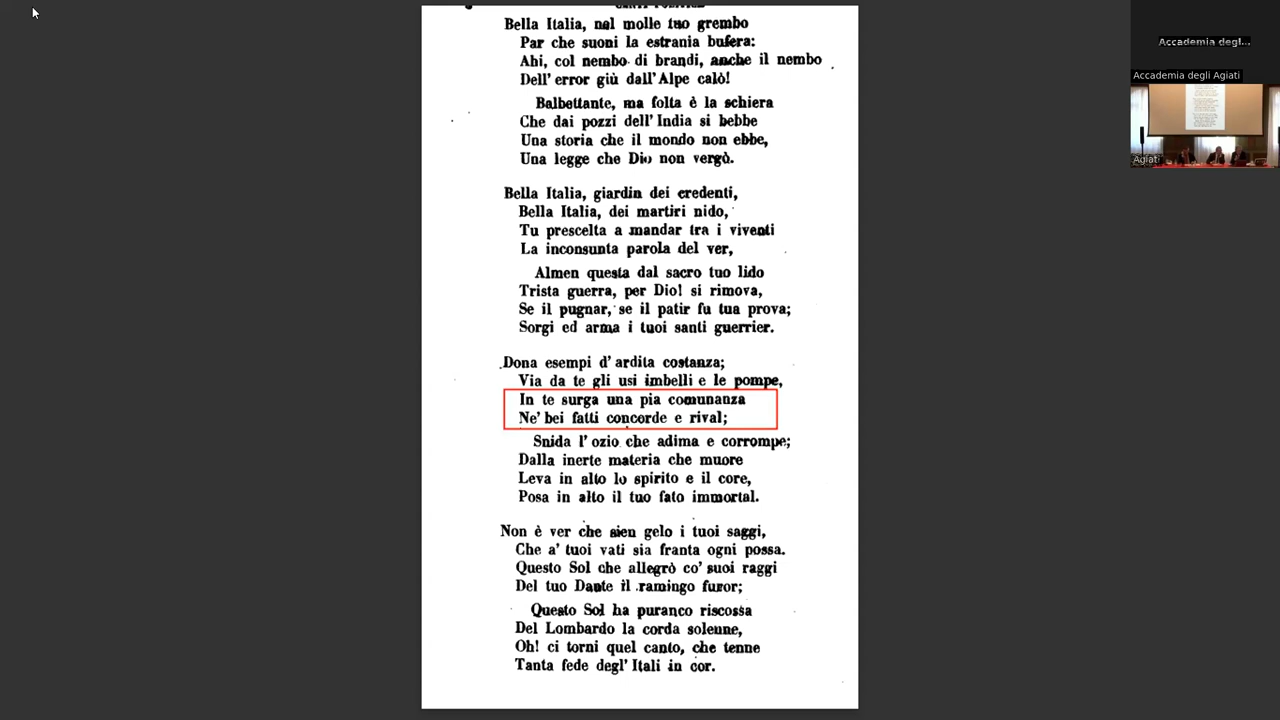 Bella Italia, nel molle tuo grembo
Par che suoni la estrania bufera:
Ahi, col nembo di brandi, anche il nembo
Dell' error giù dall' Alpe calò!
Balbettante, ma folta è la schiera
Che dai pozzi dell' India si bebbe
Una storia che il mondo non ebbe,
Una legge che Dio non vergò.
Bella Italia, giardin dei credenti,
Bella Italia, dei martiri nido,
Tu prescelta a mandar tra i viventi
La inconsunta parola del ver,
Almen questa dal sacro tuo lido
Trista guerra, per Dio! si rimova,
Se il pugnar, se il patir fu tua prova;
Sorgi ed arma i tuoi santi guerrier.
Dona esempi d' ardita costanza;
Via da te gli usi imbelli e le pompe,
In te surga una pia comunanza
Ne' bei fatti concorde e rival;
Snida l' ozio che adima e corrompe;
Dalla inerte materia che muore
Leva in alto lo spirito e il core,
Posa in alto il tuo fato immortal.
Non è ver che sien gelo i tuoi saggi,
Che a' tuoi vati sia franta ogni possa.
Questo Sol che allegrò co' suoi raggi
Del tuo Dante il ramingo furor;
Questo Sol ha puranco riscossa
Del Lombardo la corda solenne,
Oh! ci torni quel canto, che tenne
Tanta fede degl' Itali in cor.
Accademia degl...
Accademia degli Agiati
Agiati